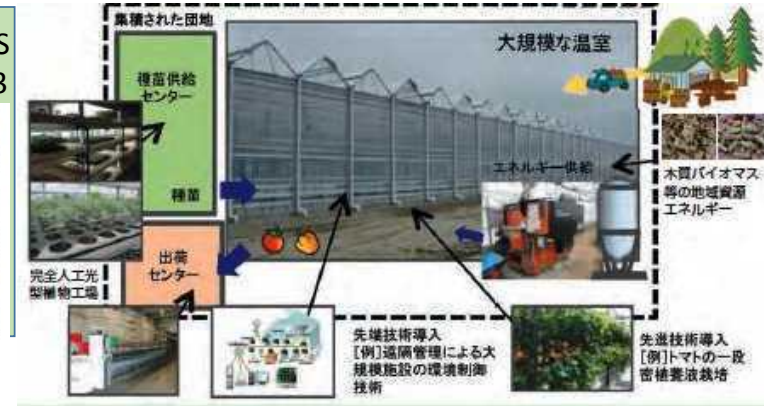 S
3
集積された団地
種苗供給
センター
種苗
大規模な温室
エネルギー供給
木質バイオマス
等の地域資源
エネルギー
出荷
センター
完全人工光
型植物工場
先端技術導入
[例]遠隔管理による大
規模施設の環境制御
技術
先進技術導入
[例]トマトの一段
密植養液栽培